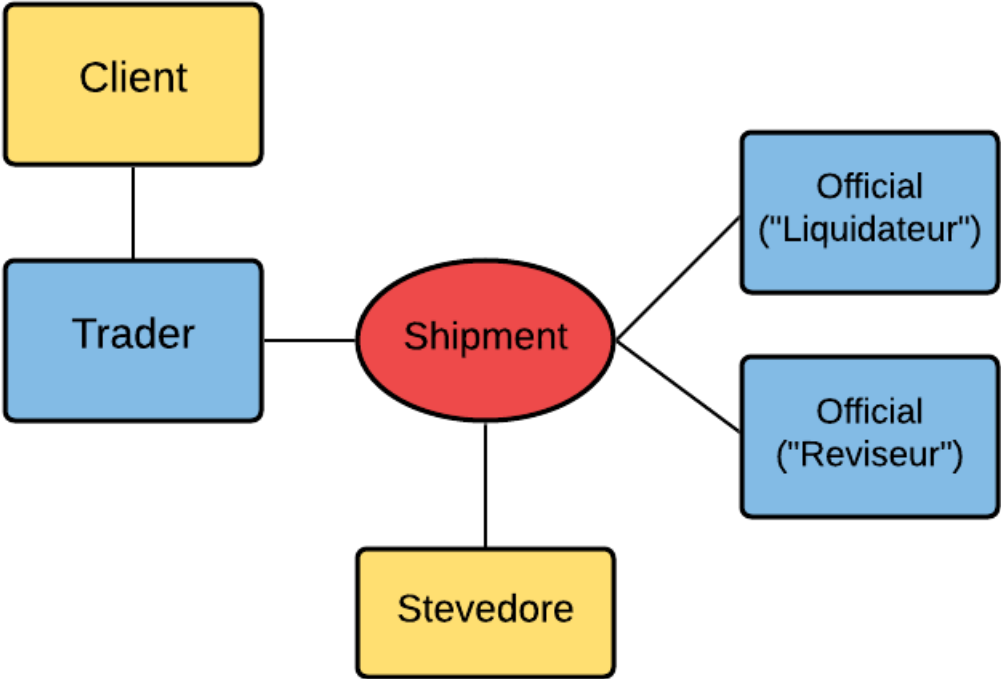 Client
Trader
Shipment
Official
("Liquidateur")
Official
("Reviseur")
Stevedore